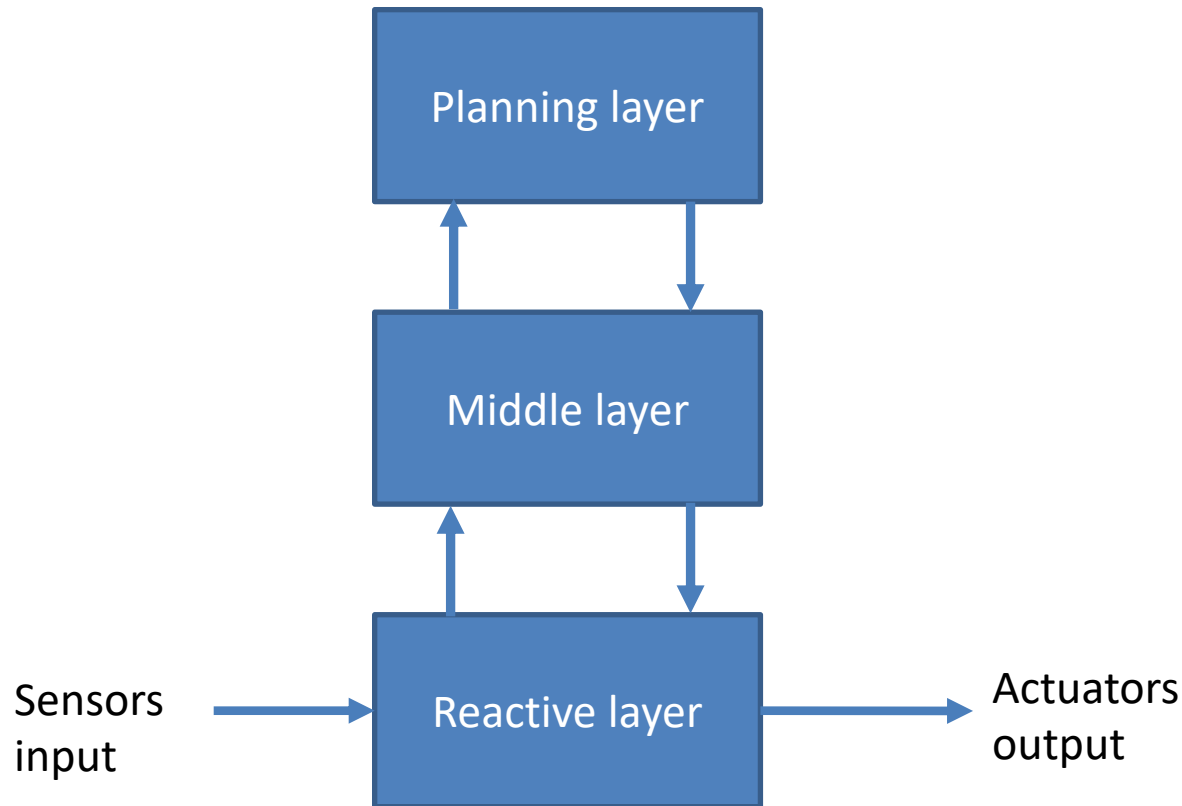 Planning layer
Middle layer
Sensors
input
Reactive layer
Actuators
output